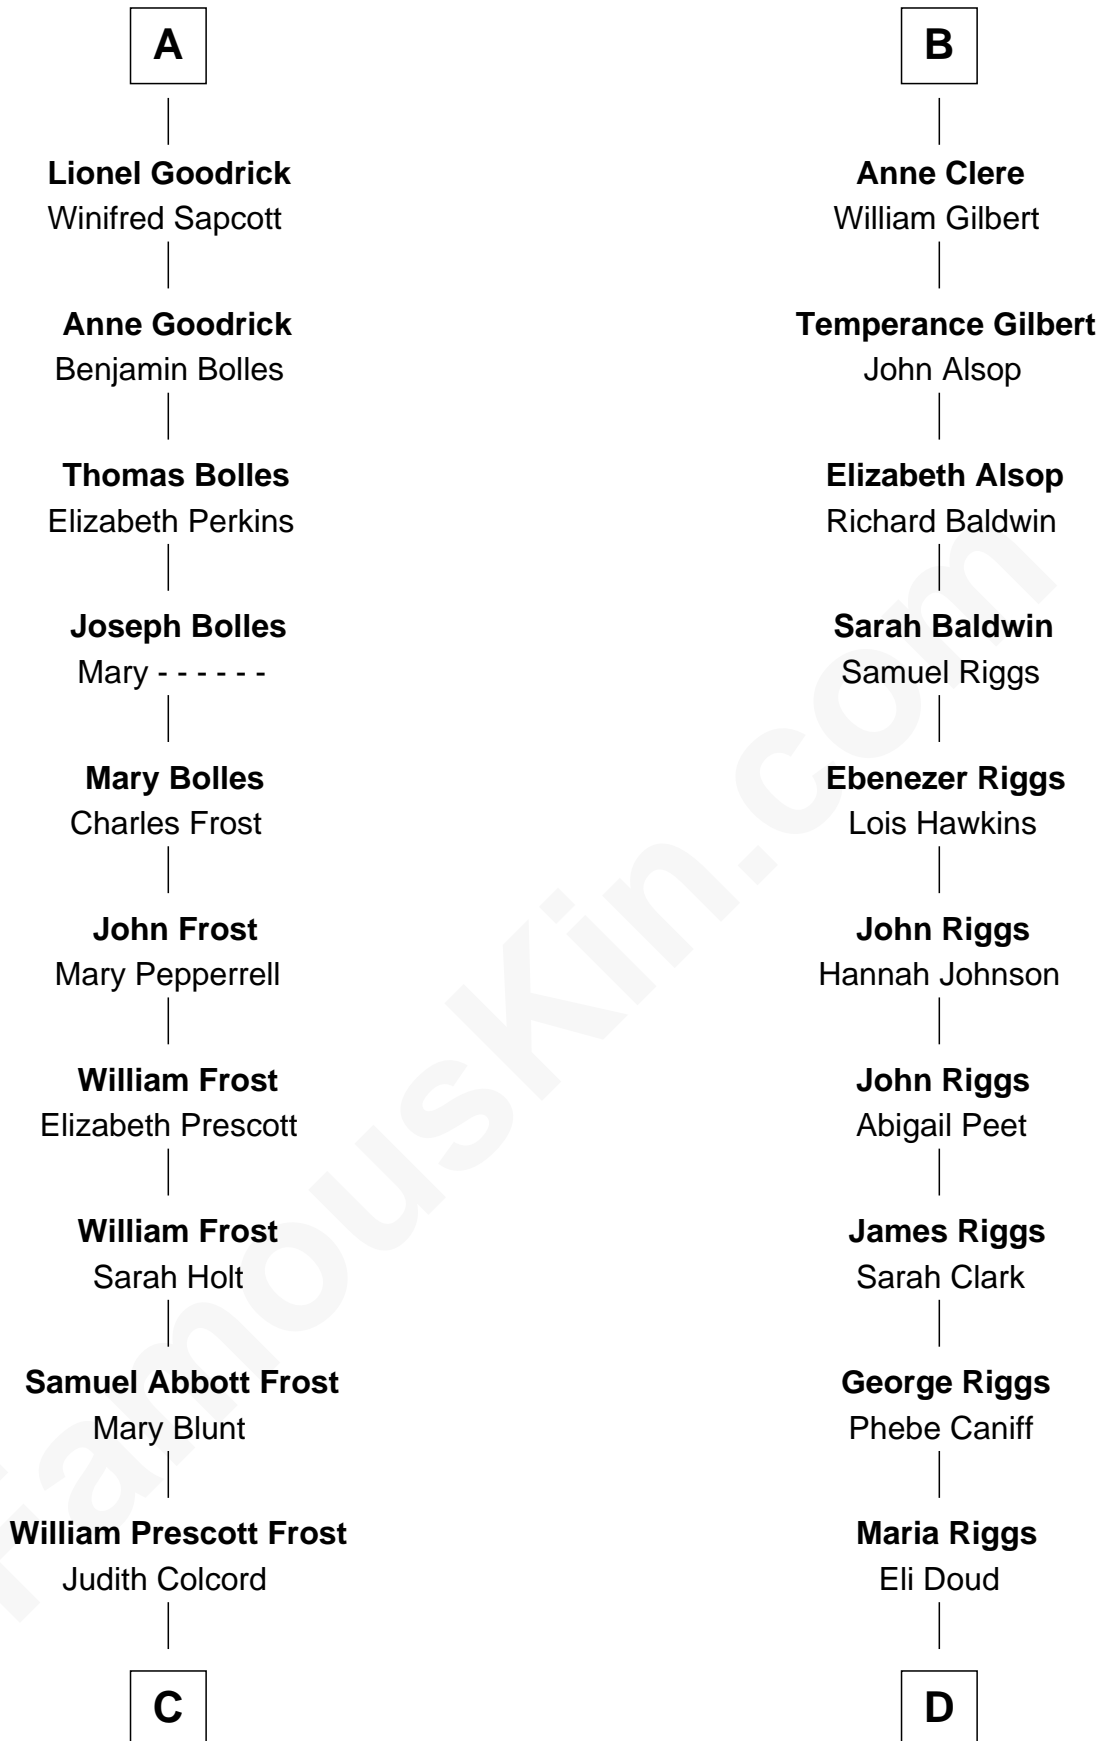 A
Lionel Goodrick
Winifred Sapcott
Anne Goodrick
Benjamin Bolles
Thomas Bolles
Elizabeth Perkins
Joseph Bolles
Mary - - - - - -
Mary Bolles
Charles Frost
John Frost
Mary Pepperrell
William Frost
Elizabeth Prescott
William Frost
Sarah Holt
Samuel Abbott Frost
Mary Blunt
William Prescott Frost
Judith Colcord
C
B
Anne Clere
William Gilbert
Temperance Gilbert
John Alsop
Elizabeth Alsop
Richard Baldwin
Sarah Baldwin
Samuel Riggs
Ebenezer Riggs
Lois Hawkins
John Riggs
Hannah Johnson
John Riggs
Abigail Peet
James Riggs
Sarah Clark
George Riggs
Phebe Caniff
Maria Riggs
Eli Doud
D
FamousKin.com